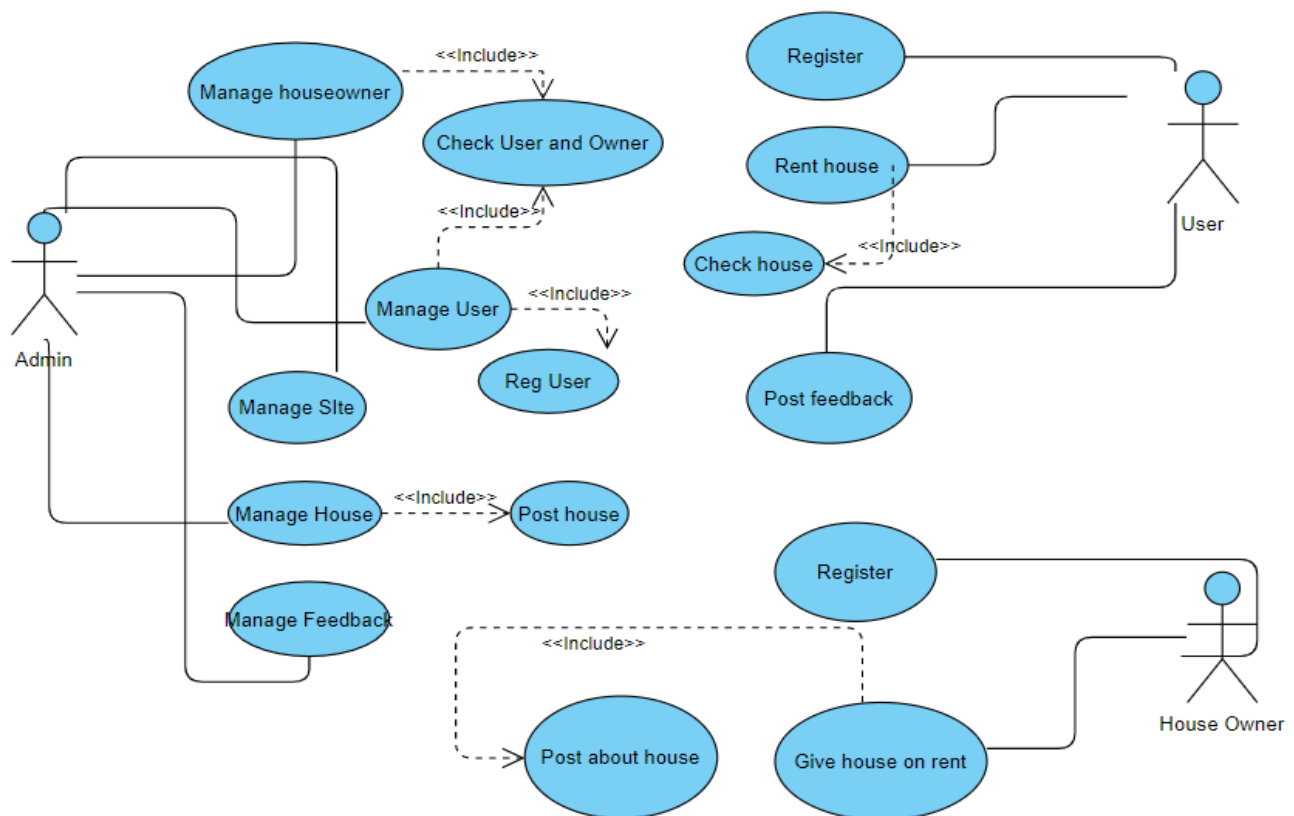 <<Include>>
Register
Manage houseowner
Check User and Owner
Rent house
<<Include>>
User
<<Include>>
Check house
<<Include>>
Manage User
Admin
Reg User
Manage SIte
Post feedback
<<Include>>
Manage House
Post house
Register
Manage Feedback
<<Include>>
House Owner
Post about house
Give house on rent